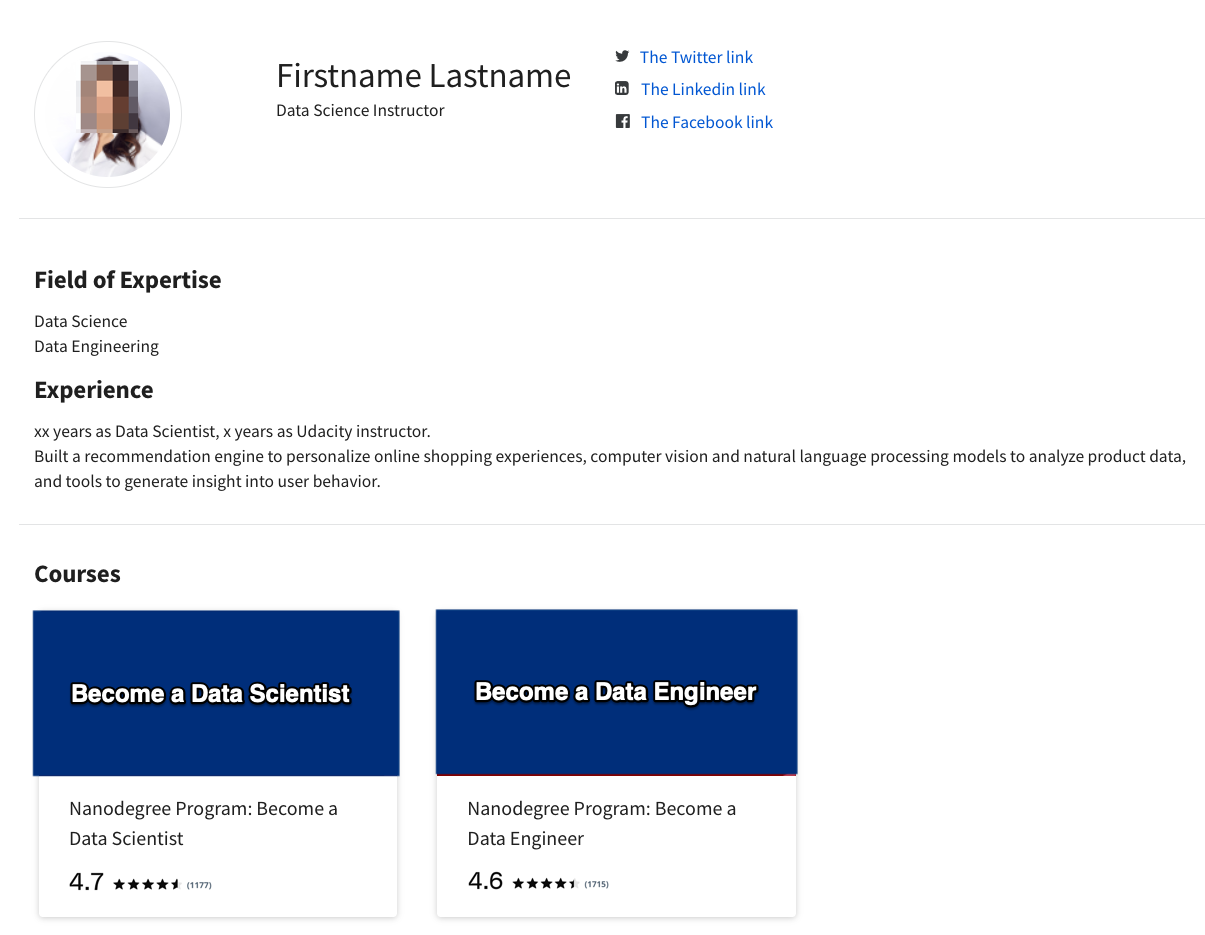 Firstname Lastname
Data Science Instructor
The Twitter link
The Linkedin link
The Facebook link
Field of Expertise
Data Science
Data Engineering
Experience
xx years as Data Scientist, x years as Udacity instructor.
Built a recommendation engine to personalize online shopping experiences, computer vision and natural language processing models to analyze product data,
and tools to generate insight into user behavior.
Courses
Become a Data Scientist
Nanodegree Program: Become a
Data Scientist
4.7 (1177)
Become a Data Engineer
Nanodegree Program: Become a
Data Engineer
4.6 (1715)